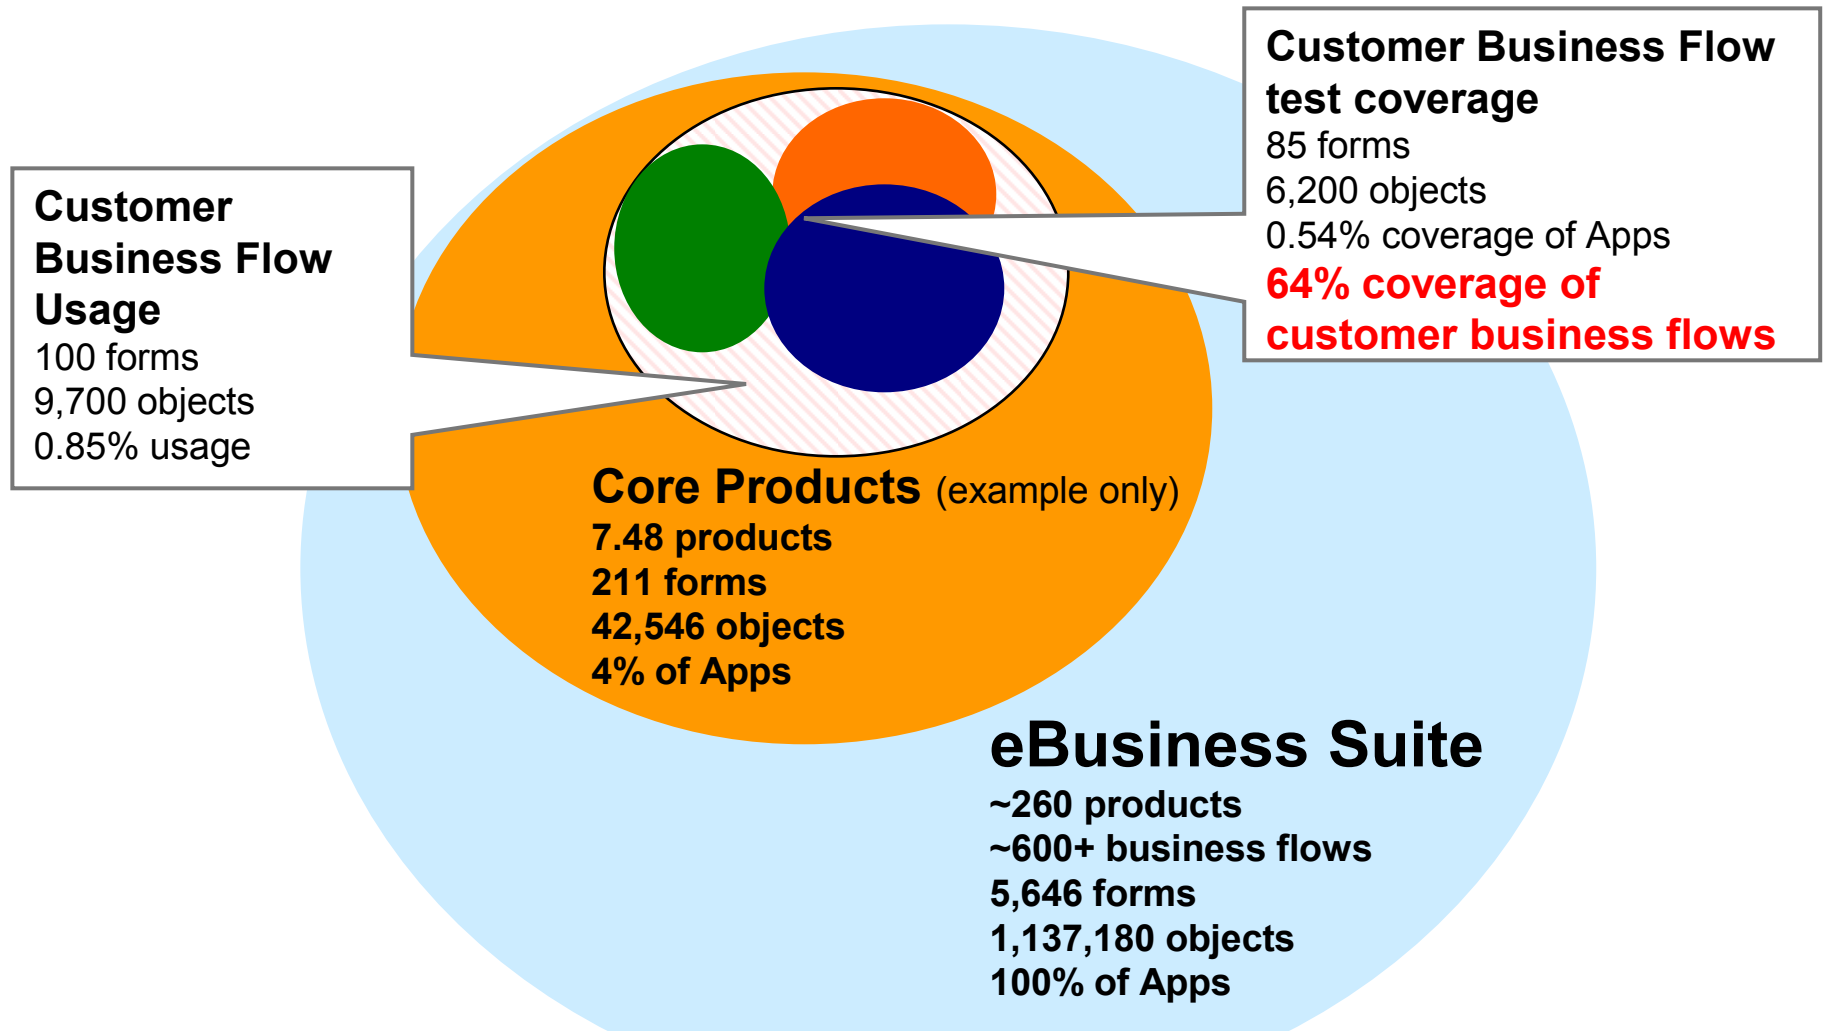 Customer Business Flow
test coverage
85 forms
6,200 objects
0.54% coverage of Apps
64% coverage of
customer business flows
Customer
Business Flow
Usage
100 forms
9,700 objects
0.85% usage
Core Products (example only)
7.48 products
211 forms
42,546 objects
4% of Apps
eBusiness Suite
~260 products
~600+ business flows
5,646 forms
1,137,180 objects
100% of Apps